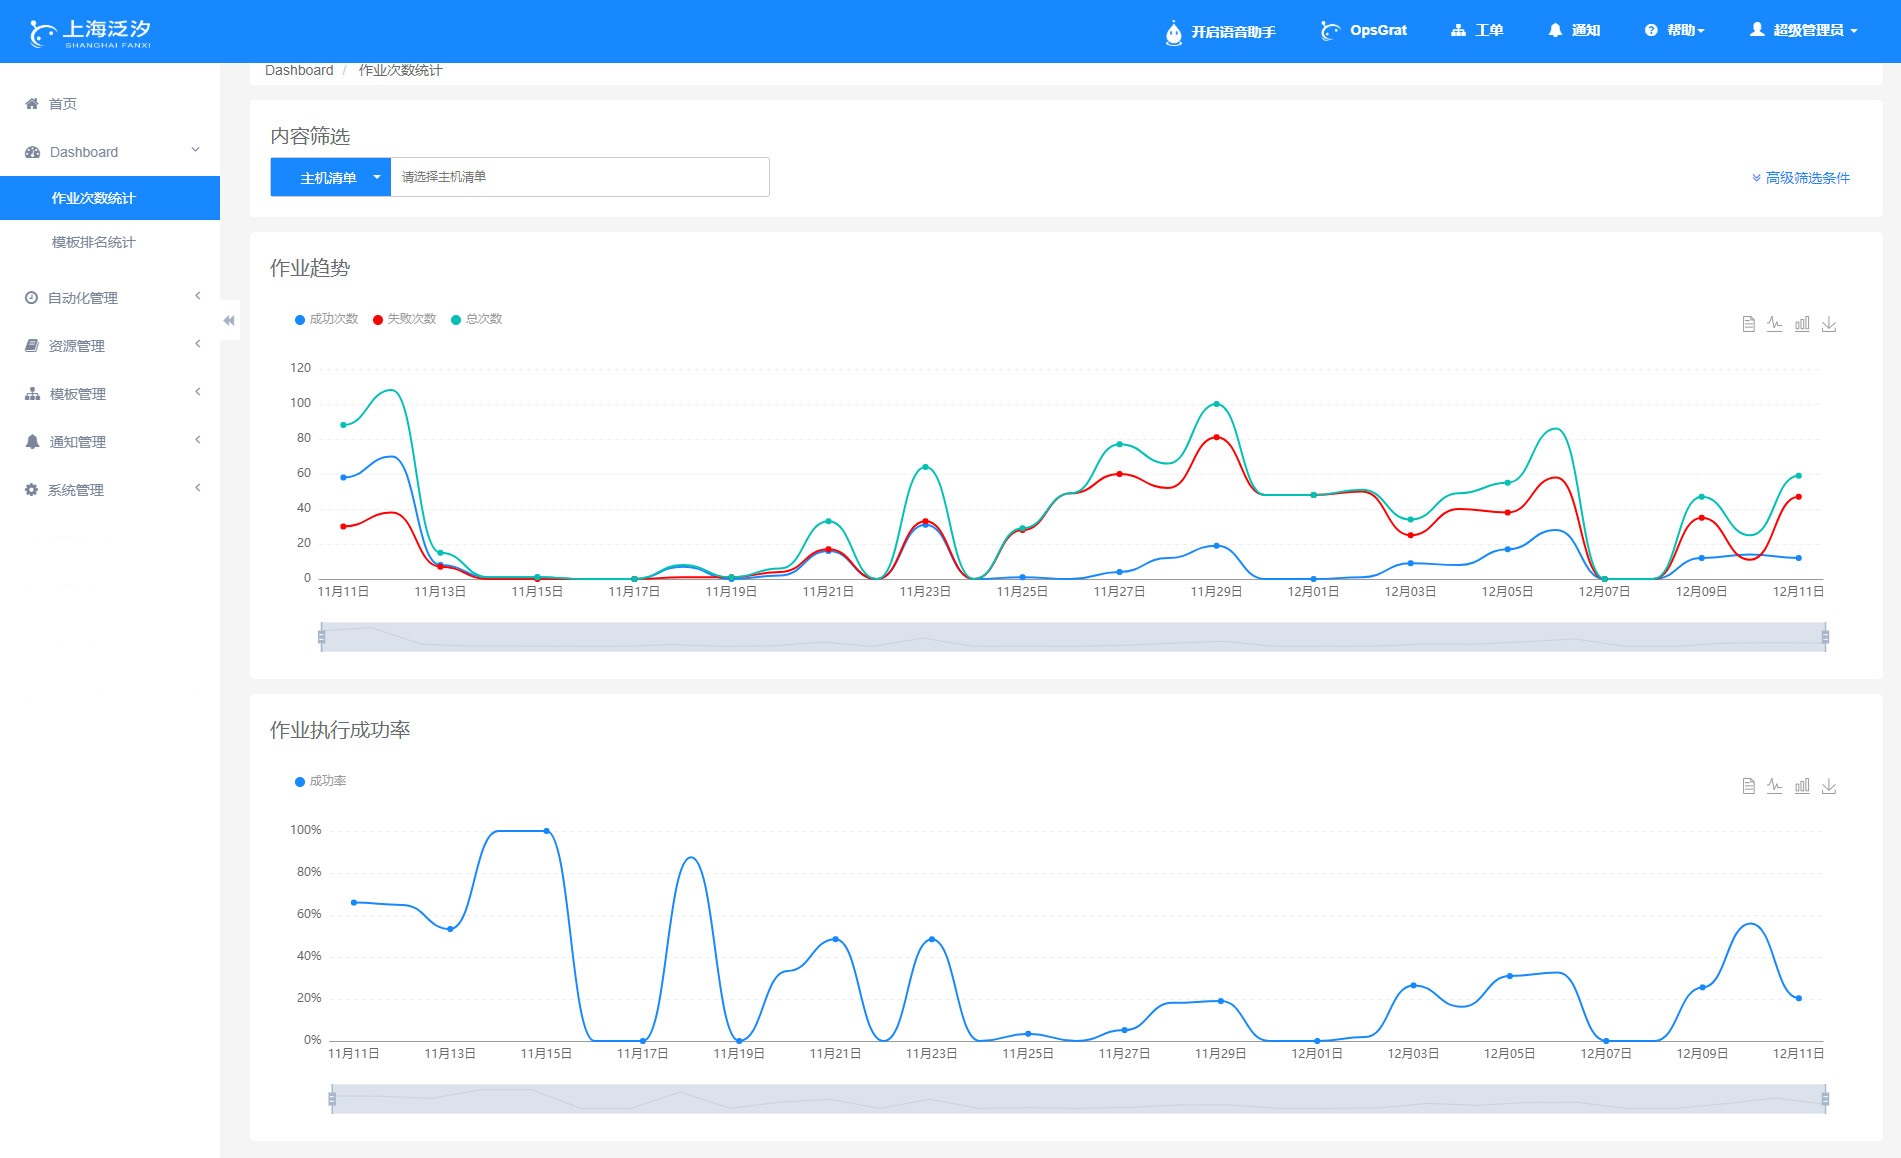 上海泛汐
SHANGHAI FANXI
开启语音助手
OpsGrat
工单
通知
帮助
超级管理员
Dashboard / 作业次数统计
首页
Dashboard
作业次数统计
模板排名统计
自动化管理
资源管理
模板管理
通知管理
系统管理
内容筛选
主机清单
请选择主机清单
高级筛选条件
作业趋势
成功次数 失败次数 总次数
120
100
80
60
40
20
0
11月11日 11月13日 11月15日 11月17日 11月19日 11月21日 11月23日 11月25日 11月27日 11月29日 12月01日 12月03日 12月05日 12月07日 12月09日 12月11日
作业执行成功率
成功率
100%
80%
60%
40%
20%
0%
11月11日 11月13日 11月15日 11月17日 11月19日 11月21日 11月23日 11月25日 11月27日 11月29日 12月01日 12月03日 12月05日 12月07日 12月09日 12月11日